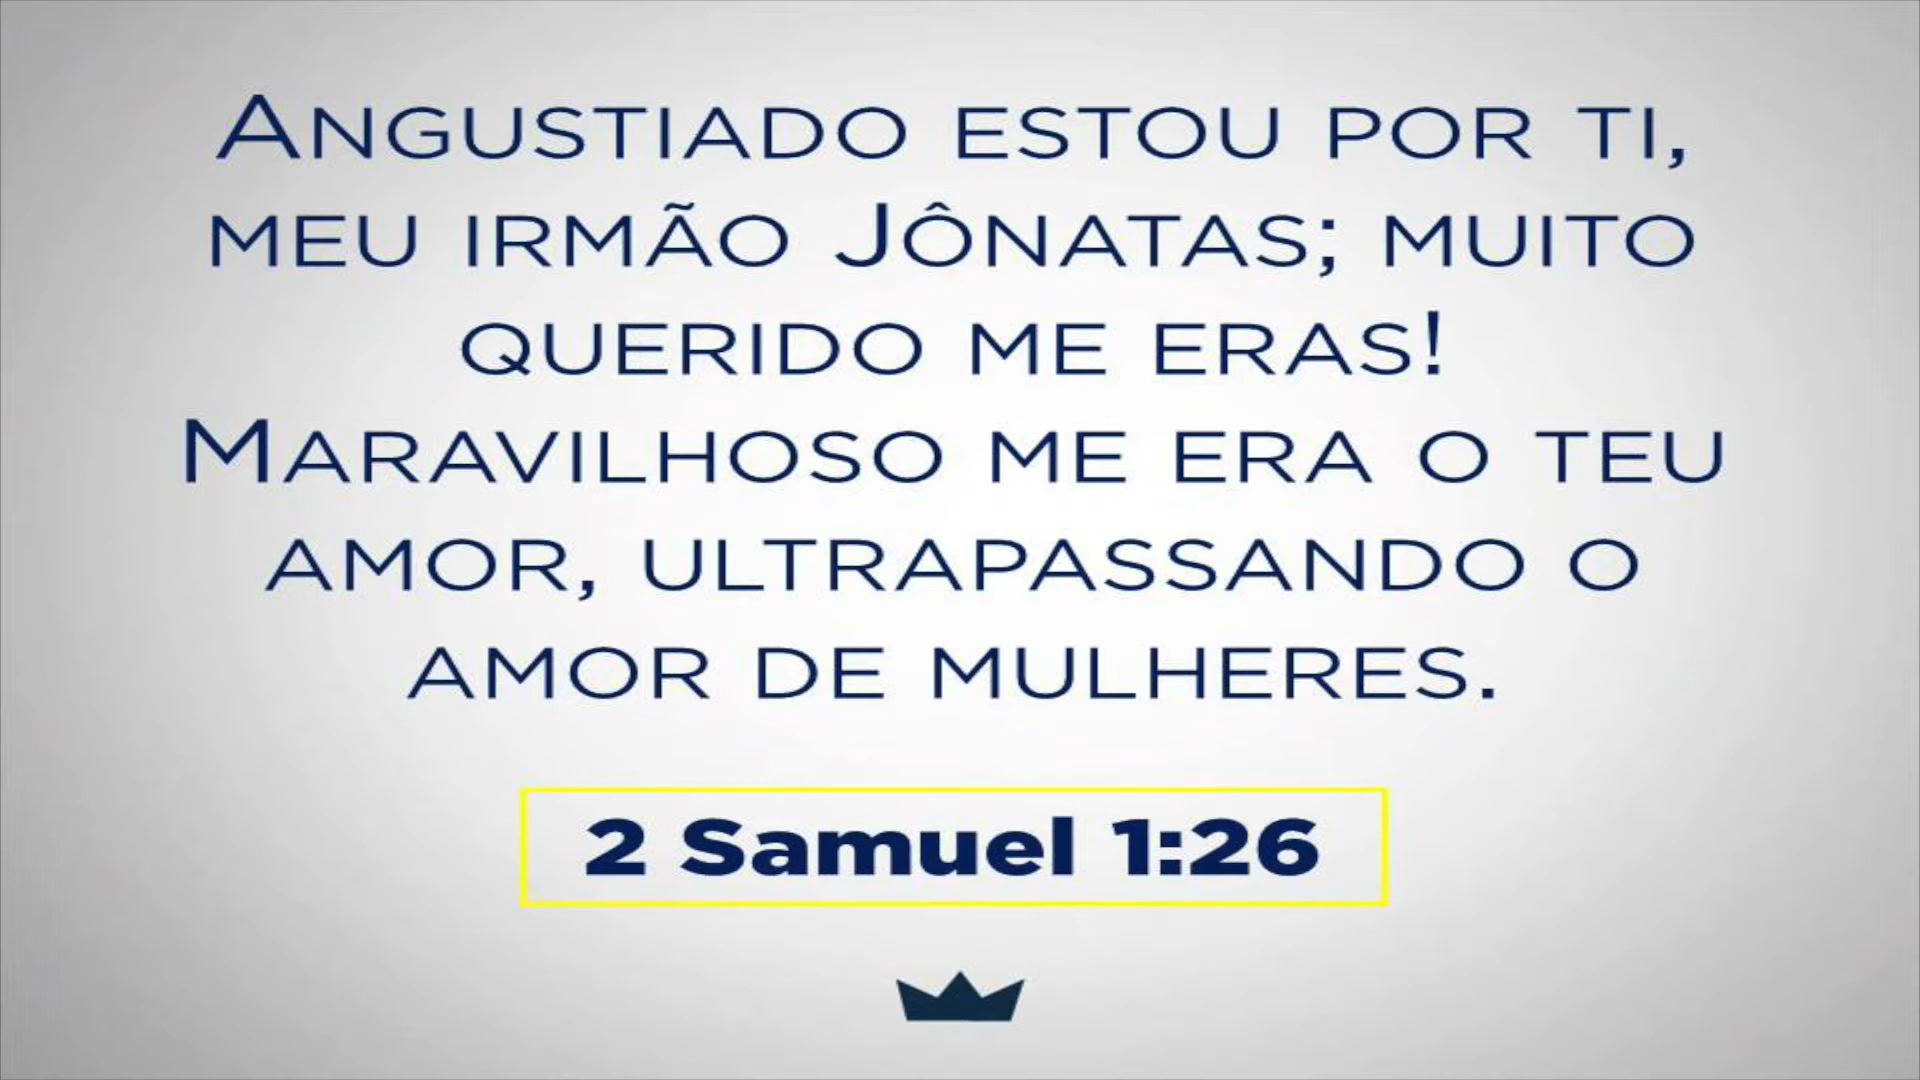 Angustiado estou por ti,
meu irmão Jônatas; muito
querido me eras!
Maravilhoso me era o teu
amor, ultrapassando o
amor de mulheres.
2 Samuel 1:26